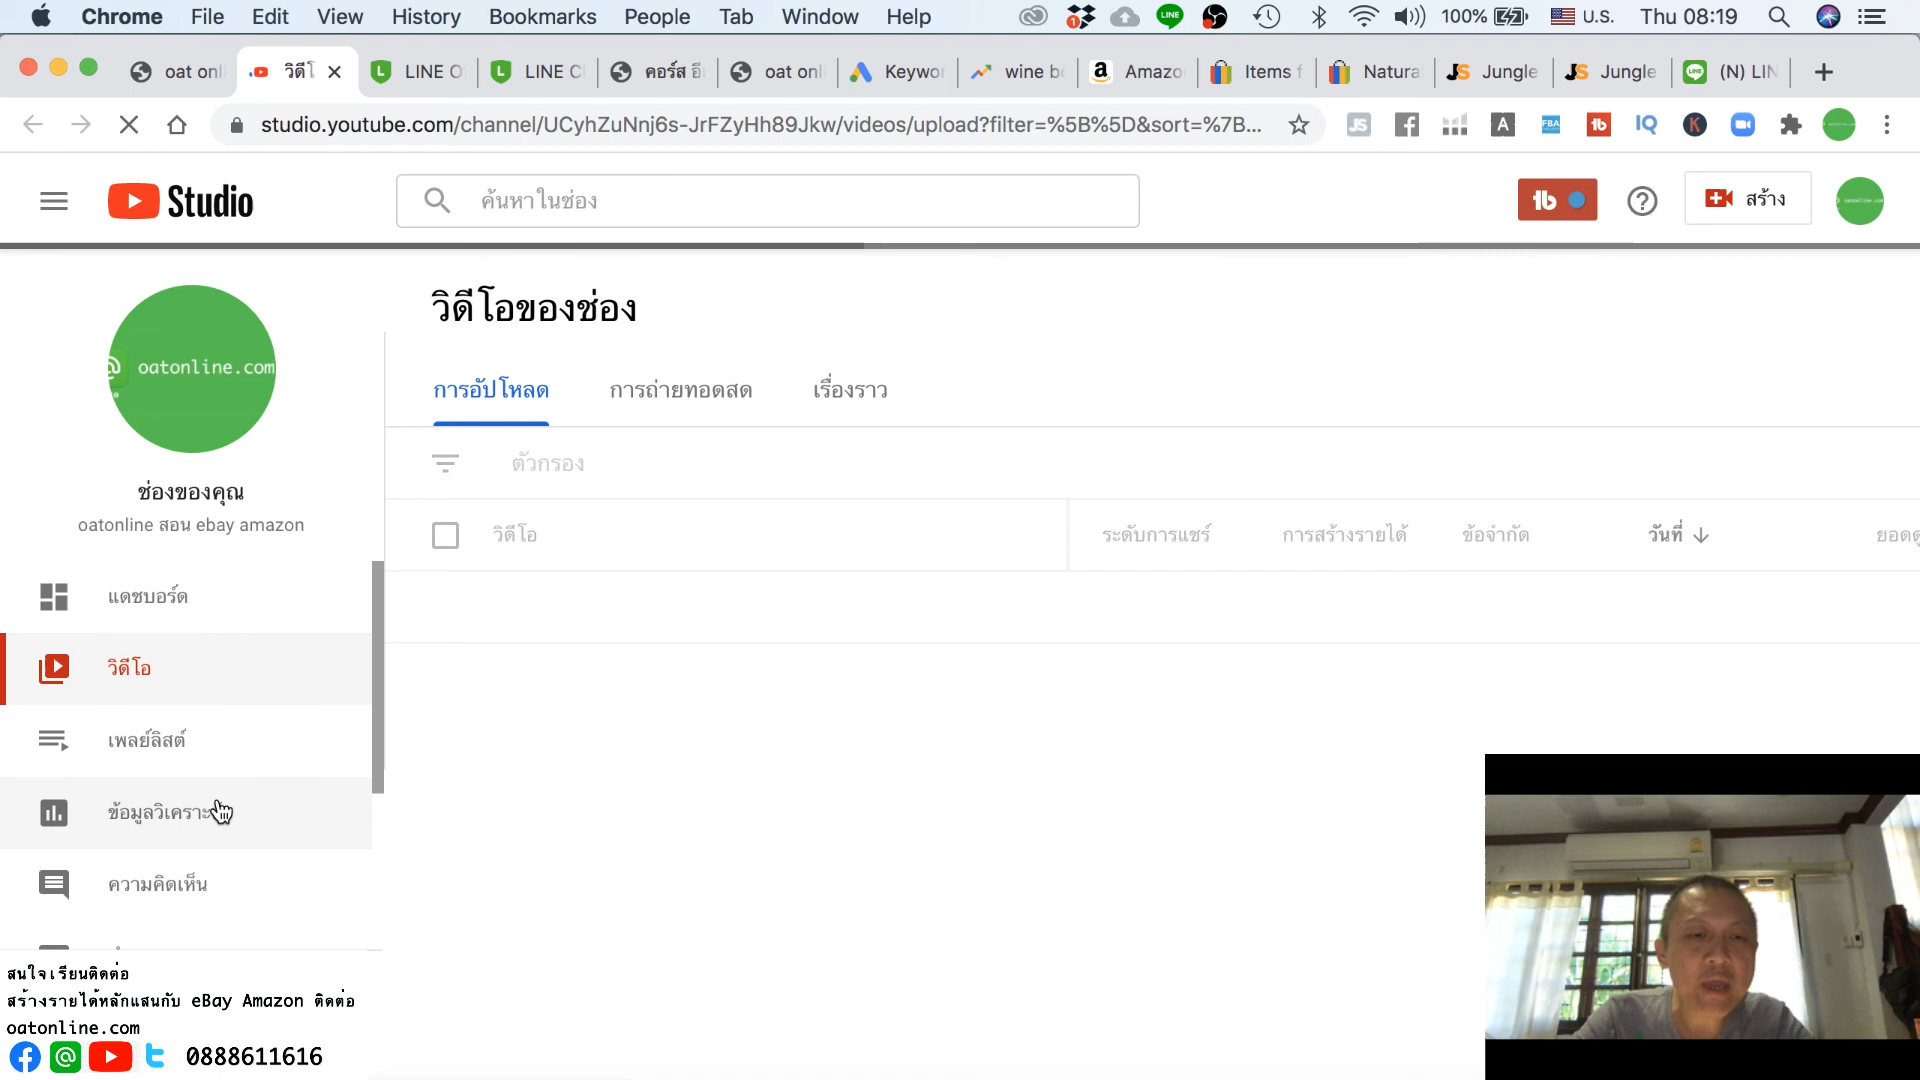 Chrome File Edit View History Bookmarks People Tab Window Help 1 LINE 100% U.S. Thu 08:19
oat onl วิดีโ LINE O LINE C คอร์ส อี oat onl Keywor wine b Amazo Items f Natura Jungle Jungle (N) LIN
studio.youtube.com/channel/UCyhZuNnj6s-JrFZyHh89Jkw/videos/upload?filter=%5B%5D&sort=%7B...
Studio
ค้นหาในช่อง
สร้าง
วิดีโอของช่อง
@ oatonline.com
การอัปโหลด การถ่ายทอดสด เรื่องราว
ตัวกรอง
ช่องของคุณ
oatonline สอน ebay amazon
วิดีโอ ระดับการแชร์ การสร้างรายได้ ข้อจำกัด วันที่ ยอดดู
แดชบอร์ด
วิดีโอ
เพลย์ลิสต์
ข้อมูลวิเคราะ
ความคิดเห็น
สนใจเรียนติดต่อ
สร้างรายได้หลักแสนกับ eBay Amazon ติดต่อ
oatonline.com
0888611616